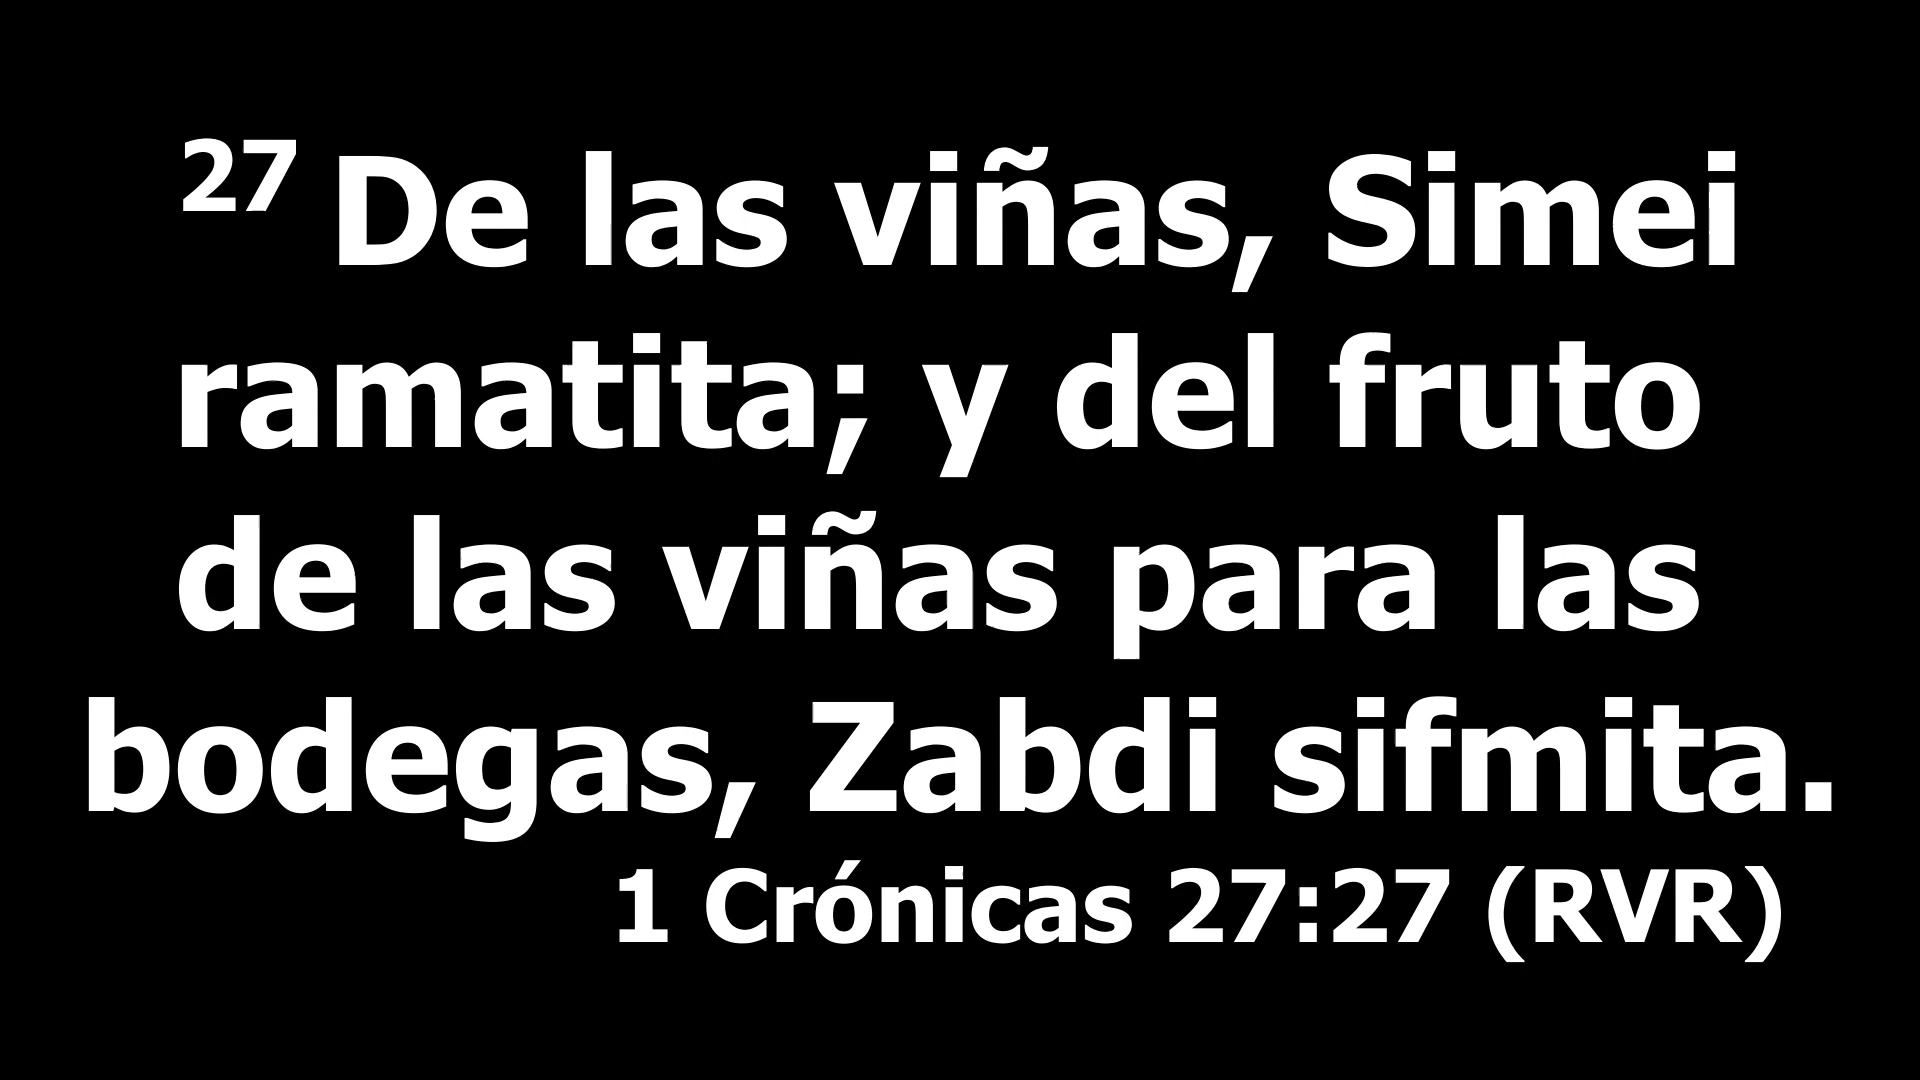 27 De las viñas, Simei
ramatita; y del fruto
de las viñas para las
bodegas, Zabdi sifmita.
1 Crónicas 27:27 (RVR)